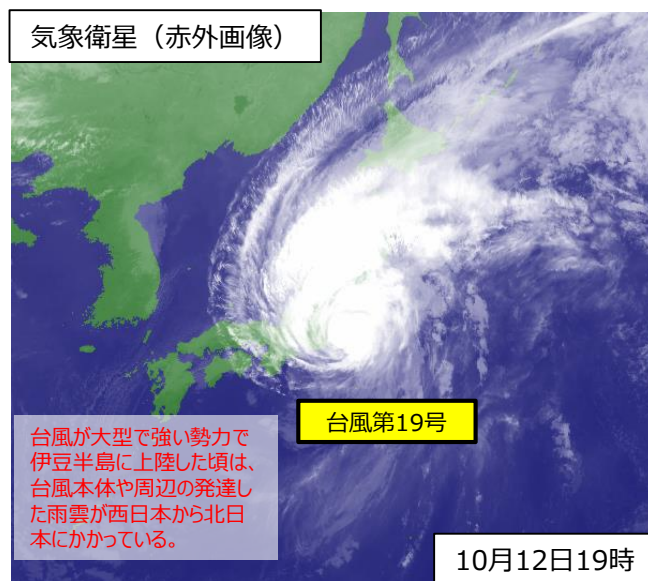 気象衛星（赤外画像）
台風第19号
台風が大型で強い勢力で
伊豆半島に上陸した頃は、
台風本体や周辺の発達し
た雨雲が西日本から北日
本にかかっている。
10月12日19時